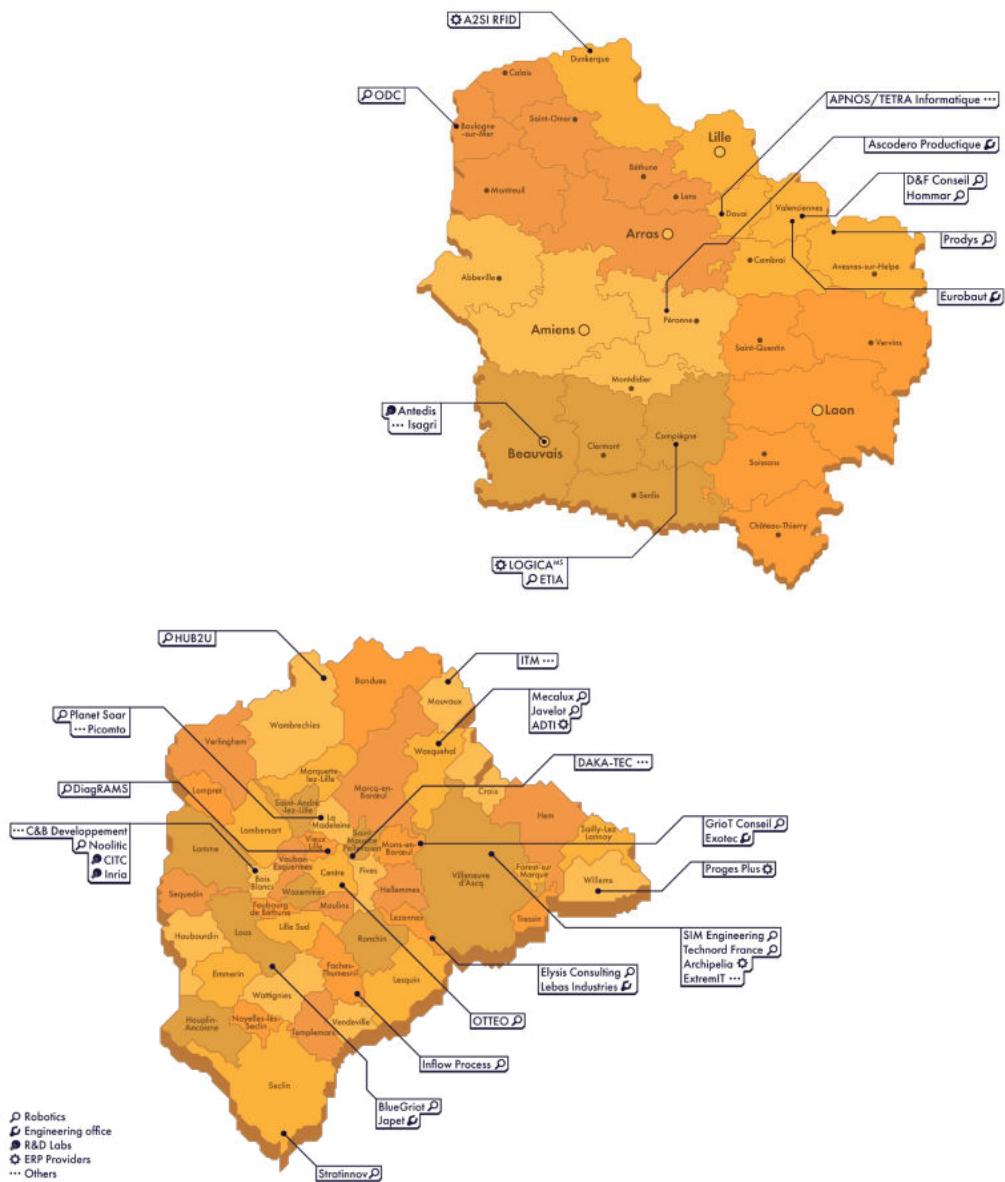 A2SI RFID
Dunkerque
Calais
ODC
APNOS/TETRA Informatique ...
Boulogne
-sur-Mer
Saint-Omer
Lille
Ascodero Productique
Béthune
D&F Conseil
Hommar
Montreuil
Lens
Douai
Valenciennes
Arras
Prodys
Cambrai
Avesnes-sur-Helpe
Abbeville
Eurobaut
Péronne
Amiens
Saint-Quentin
Vervins
Montdidier
Antedis
... Isagri
Laon
Beauvais
Clermont
Compiègne
Soissons
Senlis
Château-Thierry
LOGICA MS
ETIA
HUB2U
ITM ...
Bondues
Mouvaux
Mecalux
Javelot
ADTI
Planet Soar
... Picomto
Wambrechies
Verlinghem
Wasquehal
Marquette
-lez-Lille
DAKA-TEC ...
DiagRAMS
Lompret
Saint-André
-lez-Lille
Marcq-en-
Barœul
Croix
La
Madeleine
Hem
Sailly-Lez
Lannoy
GrioT Conseil
Exotec
... C&B Developpement
Noolitic
CITC
Inria
Lambersart
Lomme
Vieux
Lille
Saint
Maurice
Pellevoisin
Mons-en-
Barœul
Vauban
Esquermes
Bois
Blancs
Centre
Fives
Villeneuve
d'Ascq
Forest-sur
Marque
Willems
Proges Plus
Wazemmes
Hellemmes
Sequedin
Faubourg
de Béthune
Moulins
Lezennes
Tressin
Haubourdin
Loos
Lille Sud
Ronchin
SIM Engineering
Technord France
Archipelia
ExtremIT ...
Emmerin
Faches-
Thumesnil
Lesquin
Elysis Consulting
Lebas Industries
Wattignies
Houplin-
Ancoisne
Noyelles-lès-
Seclin
Vendeville
OTTEO
Templemars
Inflow Process
Seclin
BlueGriot
Japet
Stratinnov
Robotics
Engineering office
R&D Labs
ERP Providers
... Others